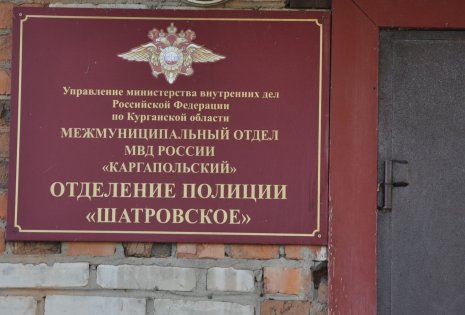 Управление министерства внутренних дел
Российской Федерации
по Курганской области
МЕЖМУНИЦИПАЛЬНЫЙ ОТДЕЛ
МВД РОССИИ
«КАРГАПОЛЬСКИЙ»
ОТДЕЛЕНИЕ ПОЛИЦИИ
«ШАТРОВСКОЕ»